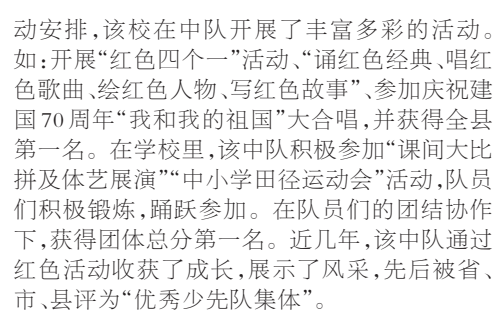 动安排,该校在中队开展了丰富多彩的活动。
如:开展“红色四个一”活动、“诵红色经典、唱红
色歌曲、绘红色人物、写红色故事”、参加庆祝建
国70周年“我和我的祖国”大合唱,并获得全县
第一名。在学校里,该中队积极参加“课间大比
拼及体艺展演”“中小学田径运动会”活动,队员
们积极锻炼,踊跃参加。在队员们的团结协作
下,获得团体总分第一名。近几年,该中队通过
红色活动收获了成长,展示了风采,先后被省、
市、县评为“优秀少先队集体”。